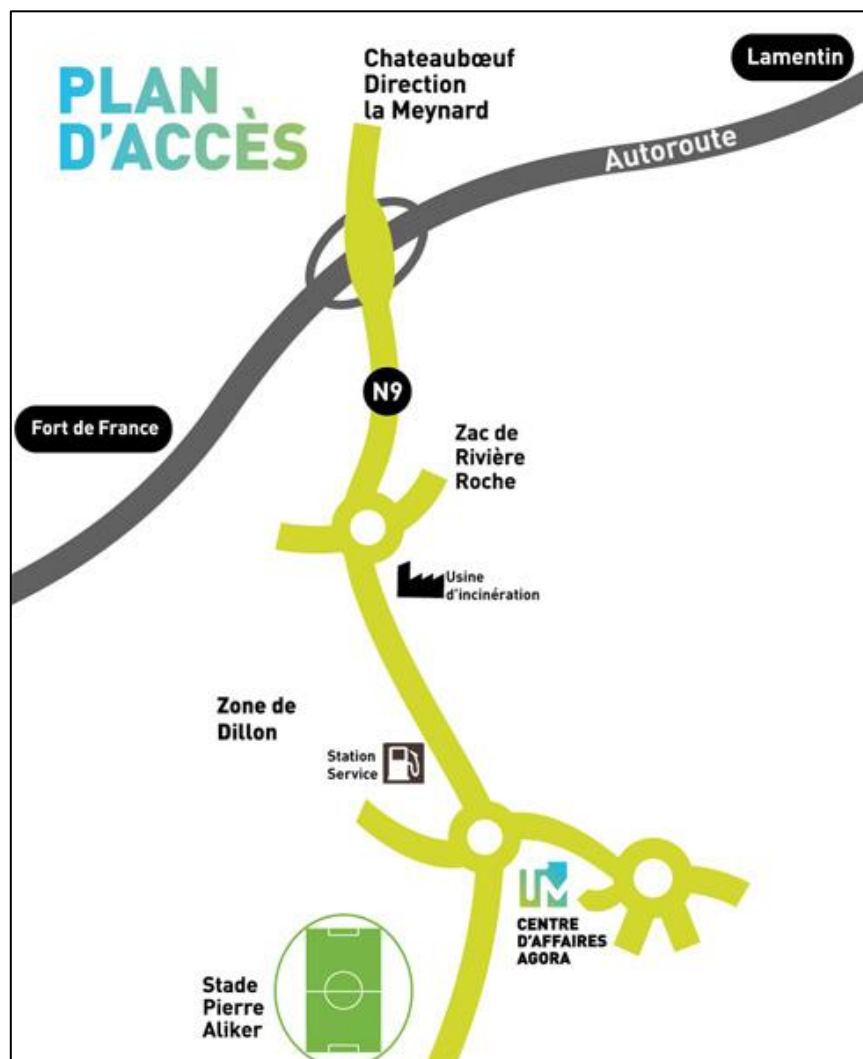 PLAN
D'ACCÈS
Chateaubœuf
Direction
la Meynard
Lamentin
Autoroute
N9
Fort de France
Zac de
Rivière
Roche
Usine
d'incinération
Zone de
Dillon
Station
Service
CENTRE
D'AFFAIRES
AGORA
Stade
Pierre
Aliker